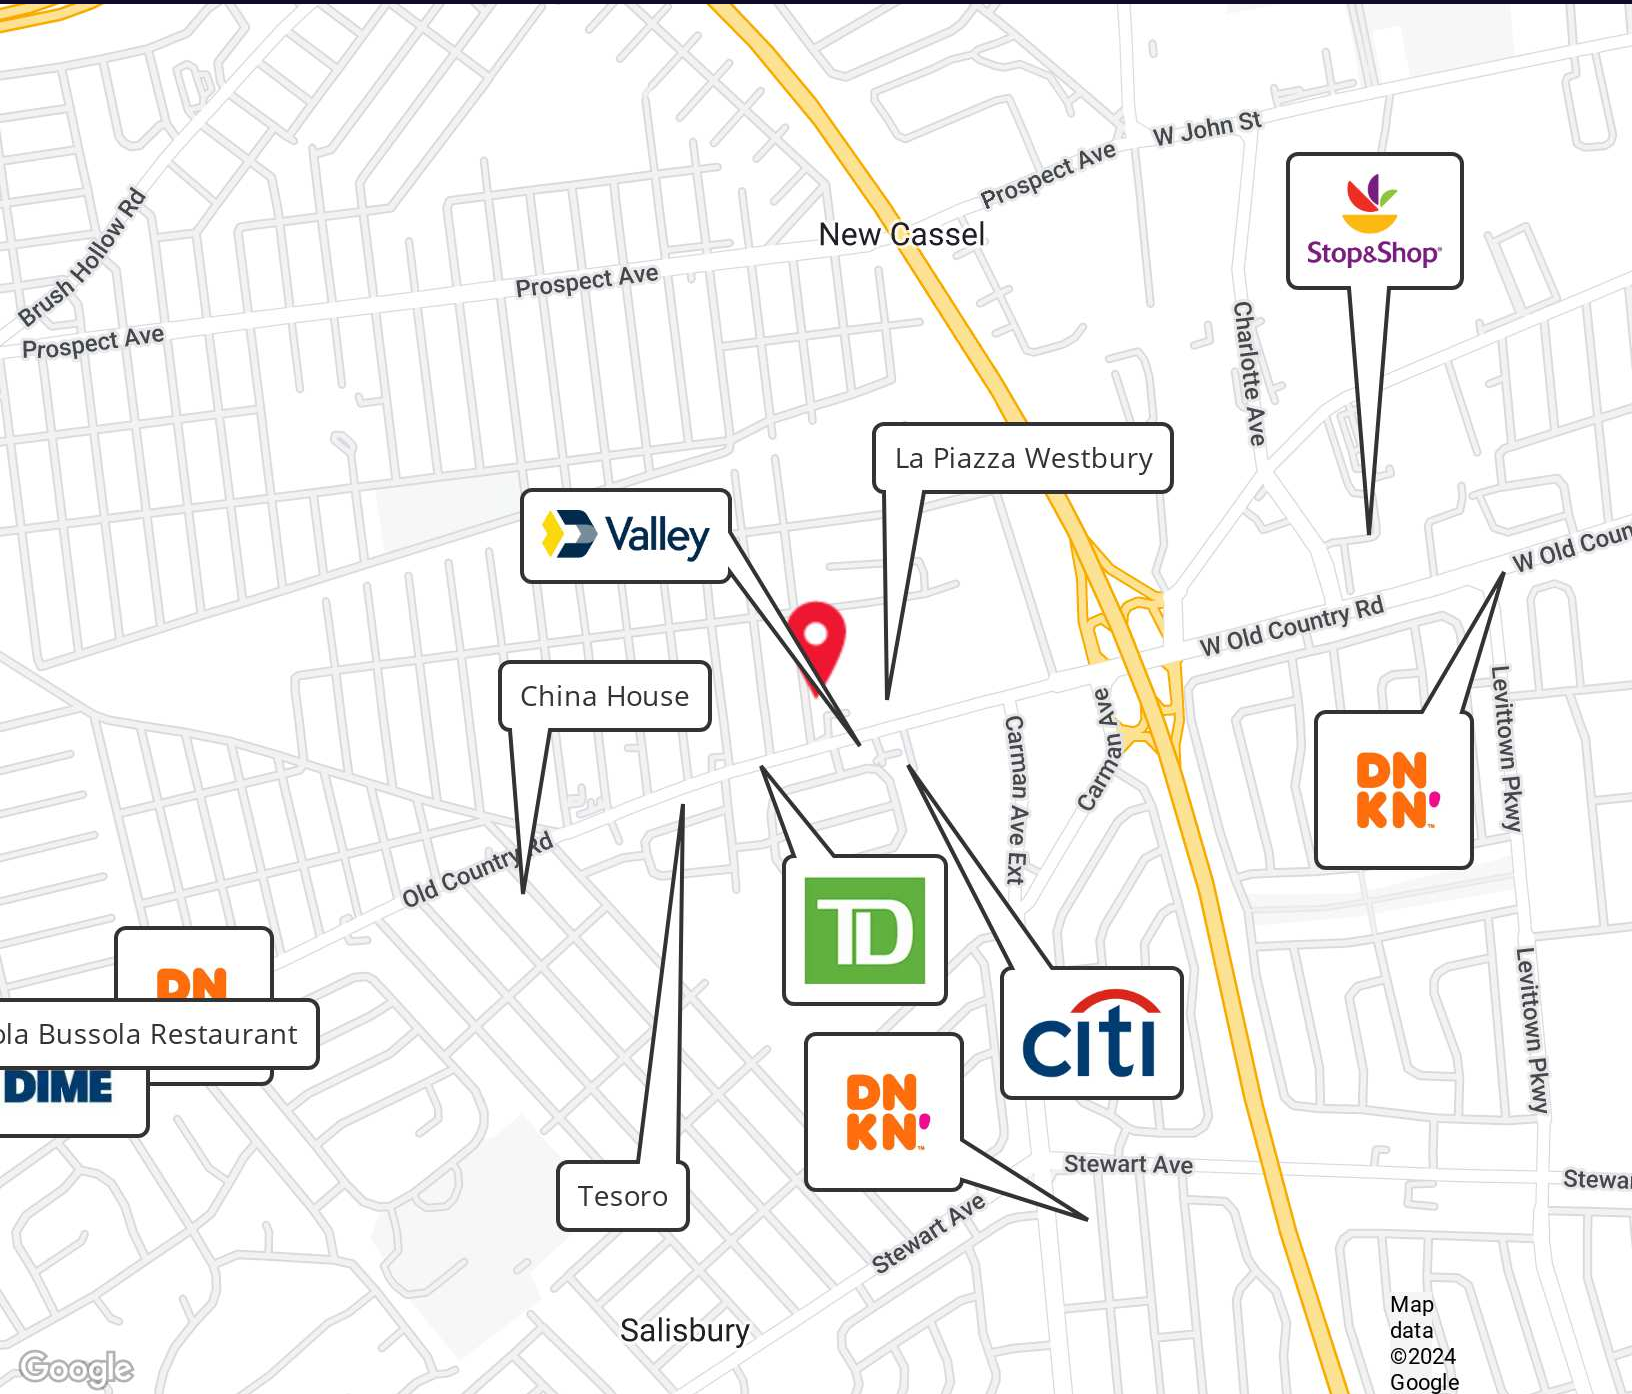 W John St
Prospect Ave
Brush Hollow Rd
New Cassel
Stop&Shop
Prospect Ave
Prospect Ave
Charlotte Ave
La Piazza Westbury
Valley
W Old Coun
W Old Country Rd
China House
Levittown Pkwy
Carman Ave
Carman Ave Ext
DN
KN'
Old Country Rd
TD
DN
ola Bussola Restaurant
DIME
citi
Levittown Pkwy
DN
KN'
Stewart Ave
Stewa
Tesoro
Stewart Ave
Salisbury
Map
data
©2024
Google
Google